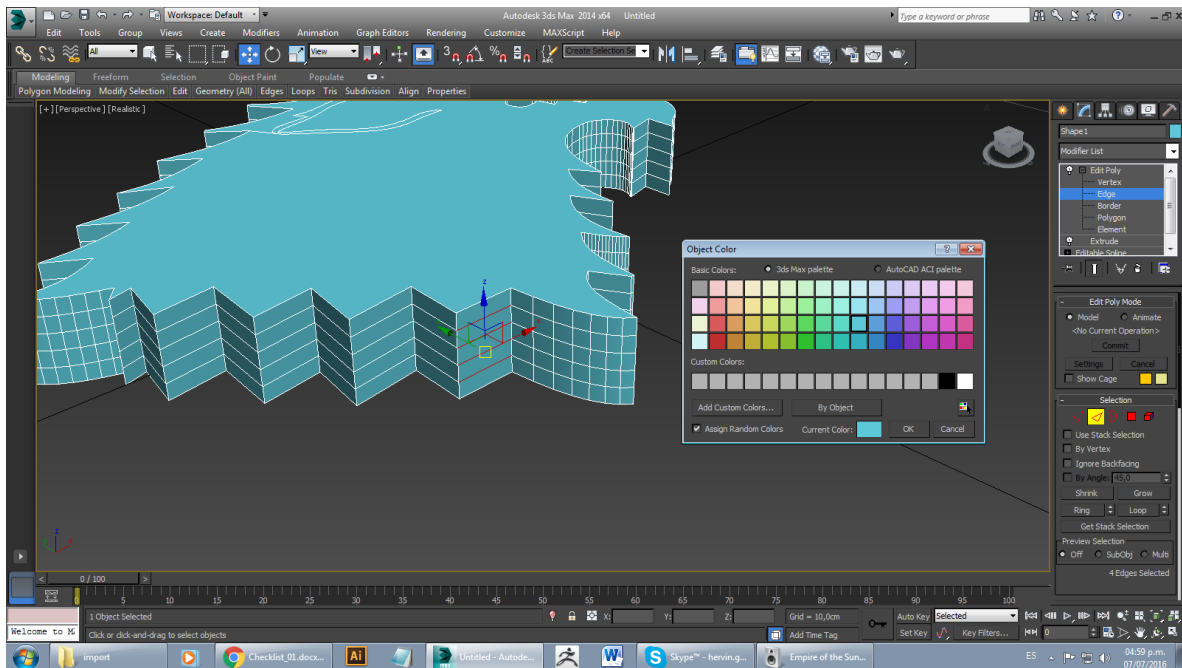 Workspace: Default
Autodesk 3ds Max 2014 x64 Untitled
Type a keyword or phrase
Edit Tools Group Views Create Modifiers Animation Graph Editors Rendering Customize MAXScript Help
All View 3 Create Selection Se
Modeling Freeform Selection Object Paint Populate
Polygon Modeling Modify Selection Edit Geometry (All) Edges Loops Tris Subdivision Align Properties
[+] [Perspective] [Realistic]
Shape1
Modifier List
Edit Poly
Vertex
Edge
Border
Polygon
Element
Extrude
Editable Spline
Object Color
Basic Colors: 3ds Max palette AutoCAD ACI palette
Custom Colors:
Add Custom Colors... By Object
Assign Random Colors Current Color: OK Cancel
z
Edit Poly Mode
Model Animate
<No Current Operation>
Commit
Settings Cancel
Show Cage
Selection
Use Stack Selection
By Vertex
Ignore Backfacing
By Angle: 45,0
Shrink Grow
Ring Loop
Get Stack Selection
Preview Selection
Off SubObj Multi
4 Edges Selected
0 / 100
0 5 10 15 20 25 30 35 40 45 50 55 60 65 70 75 80 85 90 95 100
1 Object Selected X: Y: Z: Grid = 10,0cm Auto Key Selected
Welcome to M Click or click-and-drag to select objects Add Time Tag Set Key Key Filters... 0
import Checklist_01.docx... Ai Untitled - Autode... Skype™ - hervin.g... Empire of the Sun... ES 04:59 p.m.
07/07/2016